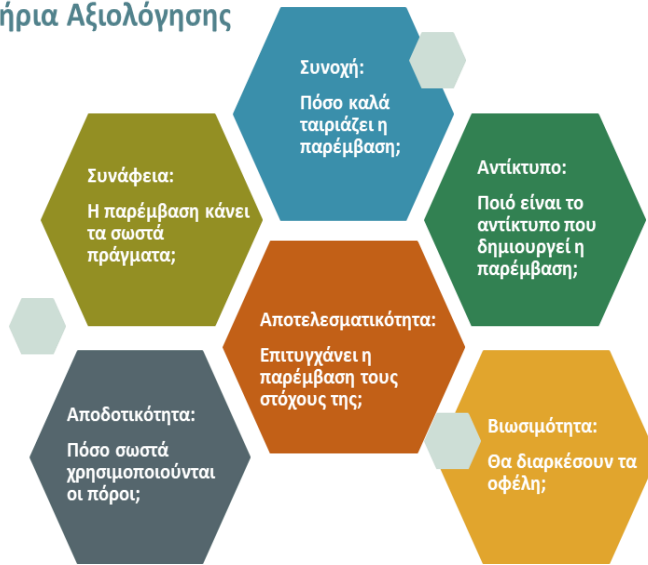 ήρια Αξιολόγησης
Συνοχή:
Πόσο καλά
ταιριάζει η
παρέμβαση;
Συνάφεια:
Η παρέμβαση κάνει
τα σωστά
πράγματα;
Αντίκτυπο:
Ποιό είναι το
αντίκτυπο που
δημιουργεί η
παρέμβαση;
Αποτελεσματικότητα:
Επιτυγχάνει η
παρέμβαση τους
στόχους της;
Αποδοτικότητα:
Πόσο σωστά
χρησιμοποιούνται
οι πόροι;
Βιωσιμότητα:
Θα διαρκέσουν τα
οφέλη;